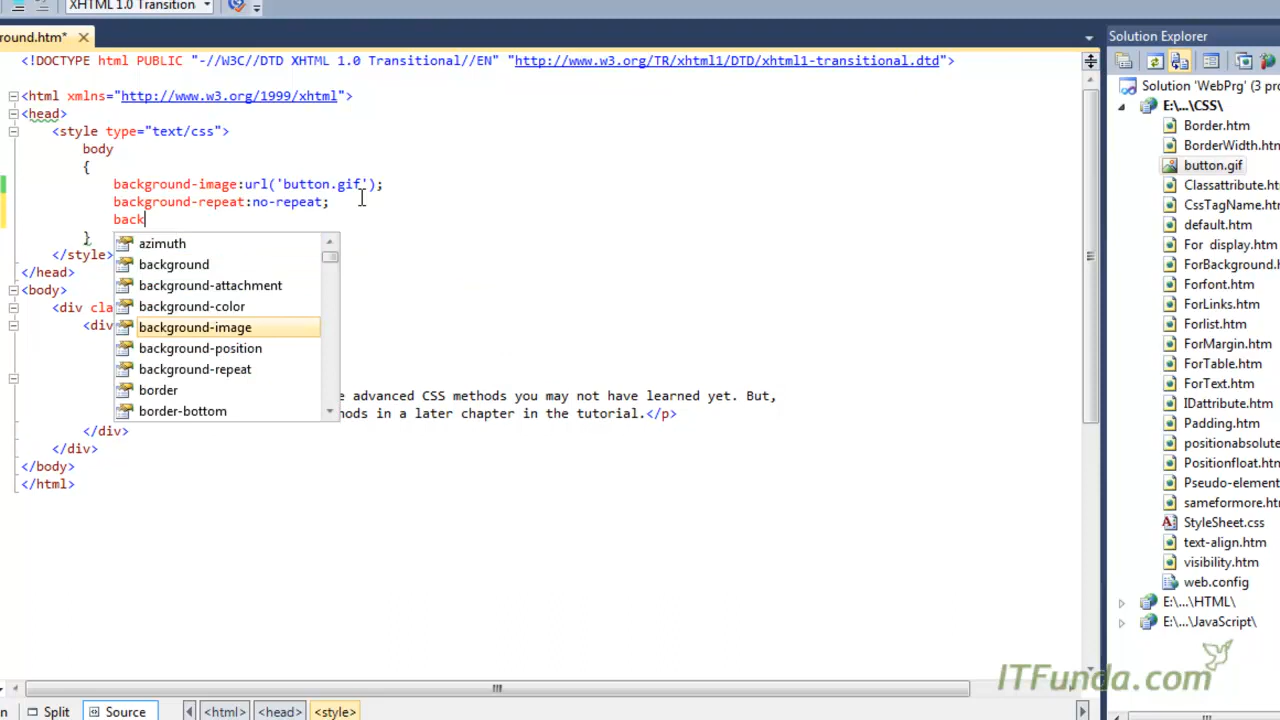 XHTML 1.0 Transition
round.htm*
Solution Explorer
<!DOCTYPE html PUBLIC "-//W3C//DTD XHTML 1.0 Transitional//EN" "http://www.w3.org/TR/xhtml1/DTD/xhtml1-transitional.dtd">
<html xmlns="http://www.w3.org/1999/xhtml">
<head>
<style type="text/css">
body
{
background-image:url('button.gif');
background-repeat:no-repeat;
back
}
</style>
</head>
<body>
<div cla
<div
azimuth
background
background-attachment
background-color
background-image
background-position
background-repeat
border
border-bottom
e advanced CSS methods you may not have learned yet. But,
hods in a later chapter in the tutorial.</p>
</div>
</div>
</body>
</html>
Solution 'WebPrg' (3 pro
E:\...\CSS\
Border.htm
BorderWidth.htm
button.gif
Classattribute.htm
CssTagName.htm
default.htm
For display.htm
ForBackground.h
Forfont.htm
ForLinks.htm
Forlist.htm
ForMargin.htm
ForTable.htm
ForText.htm
IDattribute.htm
Padding.htm
positionabsolute
Positionfloat.htm
Pseudo-element
sameformore.htm
StyleSheet.css
text-align.htm
visibility.htm
web.config
E:\...\HTML\
E:\...\JavaScript\
ITFunda.com
n
Split
Source
<html>
<head>
<style>